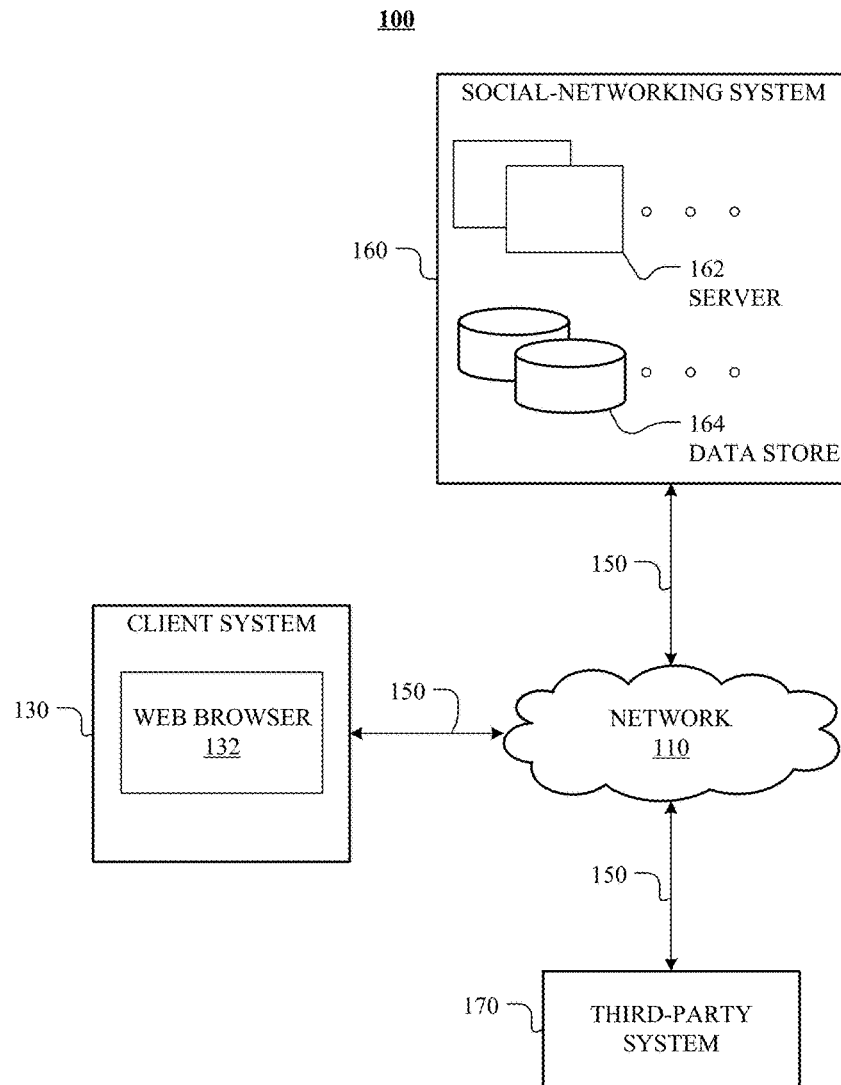 100
SOCIAL-NETWORKING SYSTEM
160
162
SERVER
164
DATA STORE
150
CLIENT SYSTEM
130
WEB BROWSER
132
150
NETWORK
110
150
170
THIRD-PARTY
SYSTEM